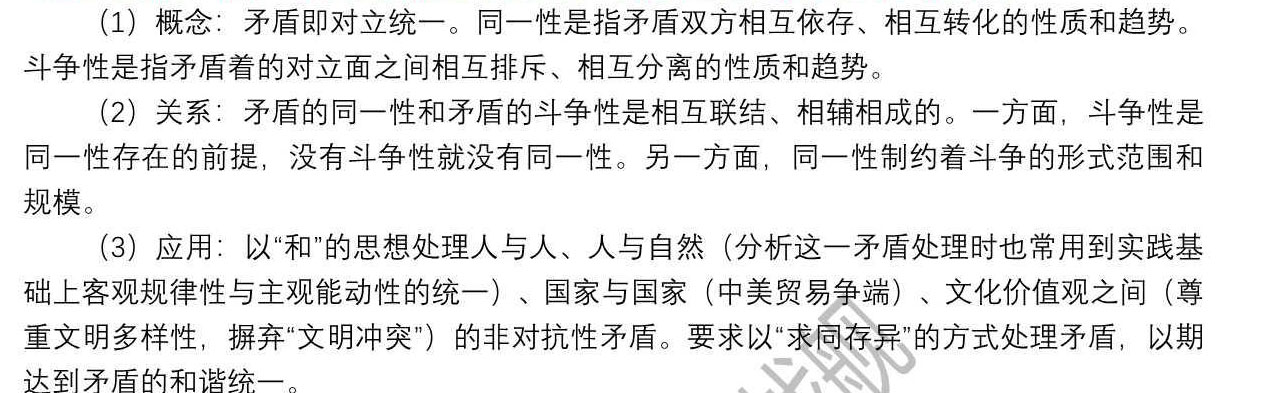 （1）概念：矛盾即对立统一。同一性是指矛盾双方相互依存、相互转化的性质和趋势。
斗争性是指矛盾着的对立面之间相互排斥、相互分离的性质和趋势。
（2）关系：矛盾的同一性和矛盾的斗争性是相互联结、相辅相成的。一方面，斗争性是
同一性存在的前提，没有斗争性就没有同一性。另一方面，同一性制约着斗争的形式范围和
规模。
（3）应用：以“和”的思想处理人与人、人与自然（分析这一矛盾处理时也常用到实践基
础上客观规律性与主观能动性的统一）、国家与国家（中美贸易争端）、文化价值观之间（尊
重文明多样性，摒弃“文明冲突”）的非对抗性矛盾。要求以“求同存异”的方式处理矛盾，以期
达到矛盾的和谐统一。